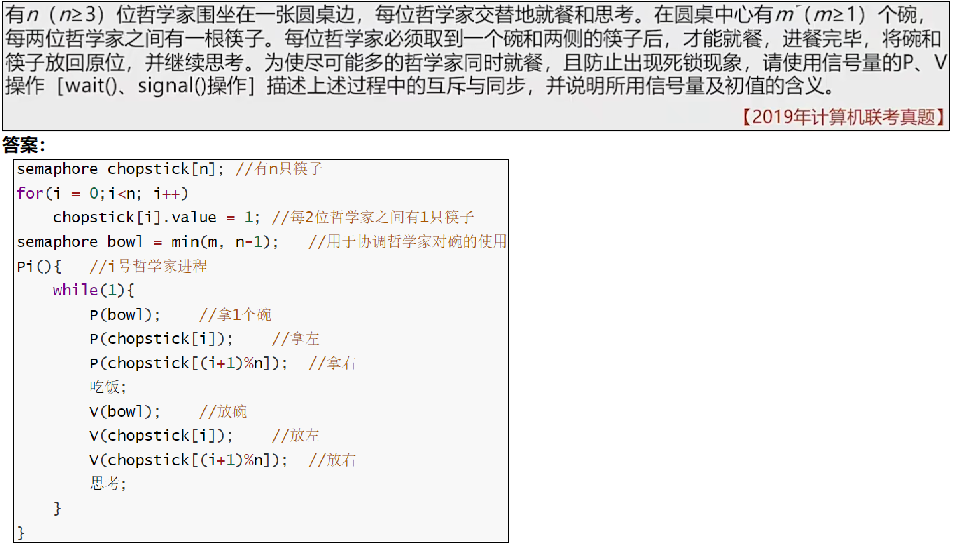 有n（n≥3）位哲学家围坐在一张圆桌边，每位哲学家交替地就餐和思考。在圆桌中心有m（m≥1）个碗，
每两位哲学家之间有一根筷子。每位哲学家必须取到一个碗和两侧的筷子后，才能就餐，进餐完毕，将碗和
筷子放回原位，并继续思考。为使尽可能多的哲学家同时就餐，且防止出现死锁现象，请使用信号量的P、V
操作［wait()、signal()操作］描述上述过程中的互斥与同步，并说明所用信号量及初值的含义。
【2019年计算机联考真题】
答案：
semaphore chopstick[n]; //有n只筷子
for(i = 0;i<n; i++)
    chopstick[i].value = 1; //每2位哲学家之间有1只筷子
semaphore bowl = min(m, n-1);   //用于协调哲学家对碗的使用
Pi(){   //i号哲学家进程
    while(1){
        P(bowl);    //拿1个碗
        P(chopstick[i]);    //拿左
        P(chopstick[(i+1)%n]);  //拿右
        吃饭;
        V(bowl);    //放碗
        V(chopstick[i]);    //放左
        V(chopstick[(i+1)%n]);  //放右
        思考;
    }
}